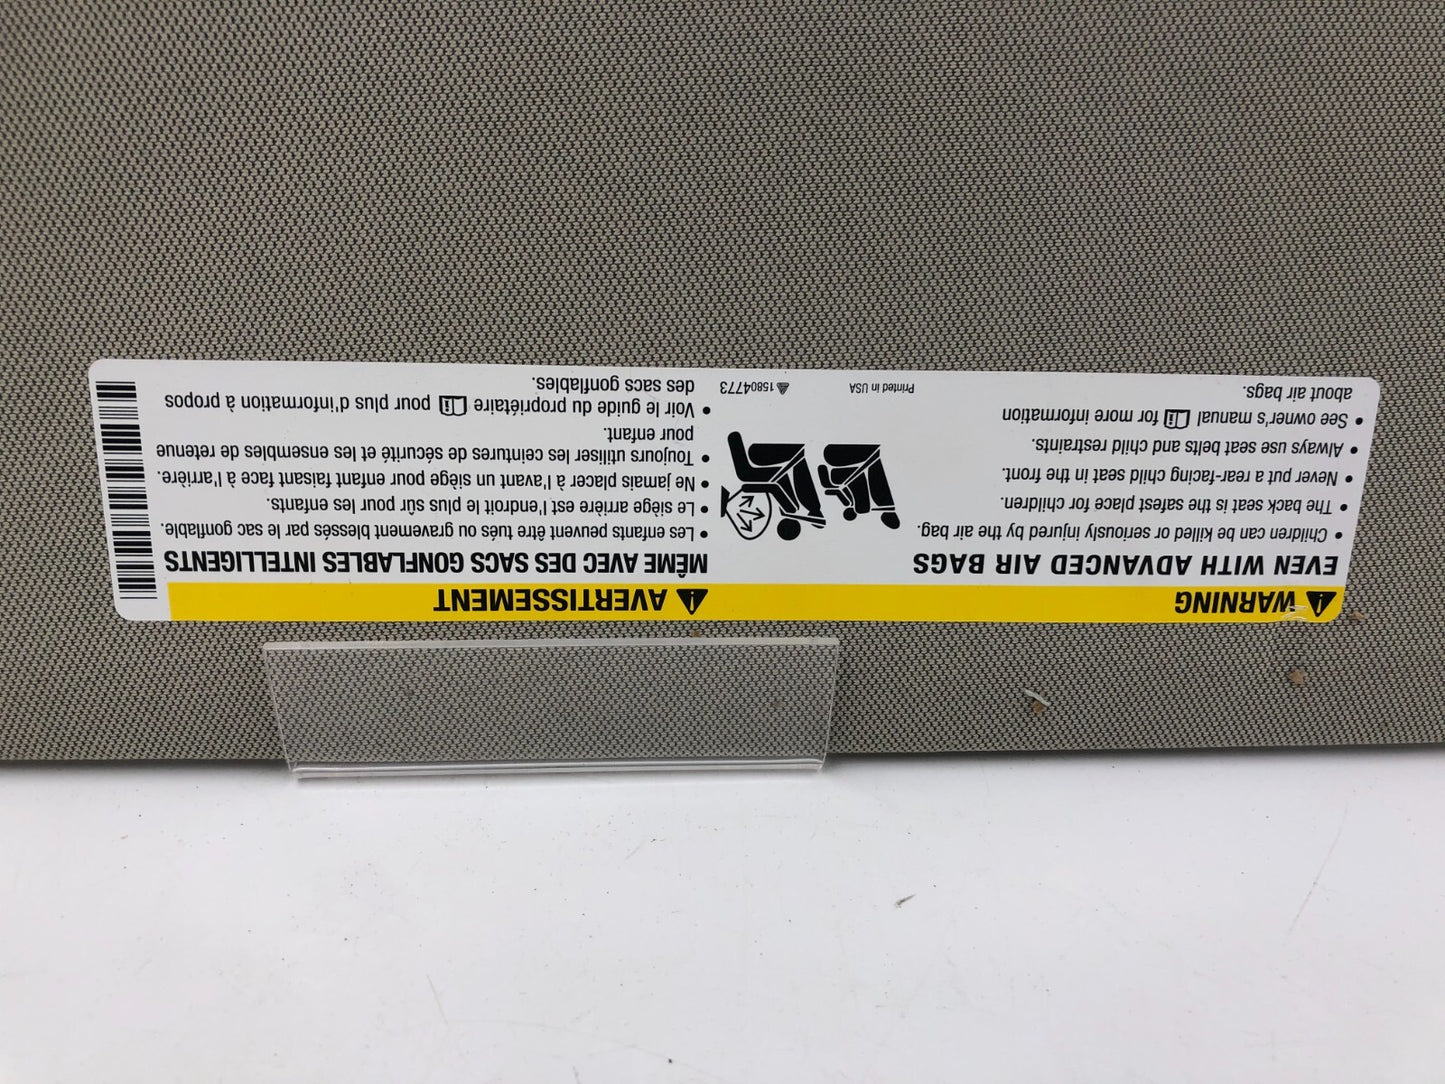 WARNING
EVEN WITH ADVANCED AIR BAGS
• Children can be killed or seriously injured by the air bag.
• The back seat is the safest place for children.
• Never put a rear-facing child seat in the front.
• Always use seat belts and child restraints.
• See owner's manual for more information
about air bags.
Printed in USA
15804773
AVERTISSEMENT
MÊME AVEC DES SACS GONFLABLES INTELLIGENTS
• Les enfants peuvent être tués ou gravement blessés par le sac gonflable.
• Le siège arrière est l'endroit le plus sûr pour les enfants.
• Ne jamais placer à l'avant un siège pour enfant faisant face à l'arrière.
• Toujours utiliser les ceintures de sécurité et les ensembles de retenue
pour enfant.
• Voir le guide du propriétaire pour plus d'information à propos
des sacs gonflables.